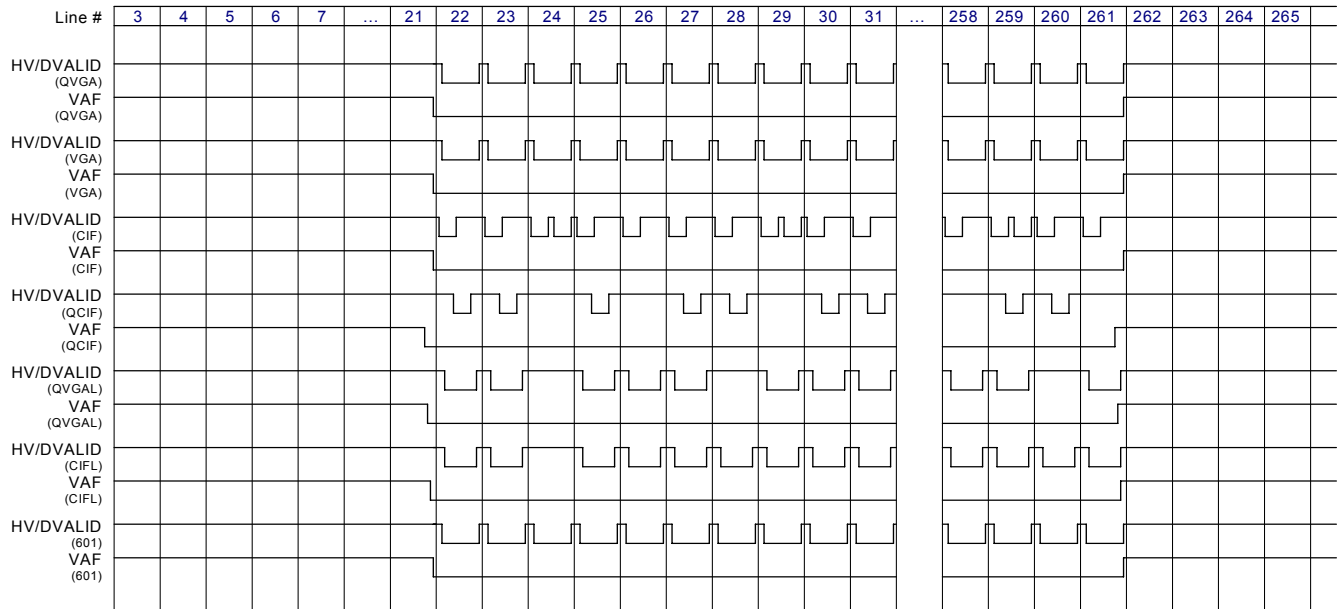 Line # 3 4 5 6 7 ... 21 22 23 24 25 26 27 28 29 30 31 ... 258 259 260 261 262 263 264 265
HV/DVALID
(QVGA)
VAF
(QVGA)
HV/DVALID
(VGA)
VAF
(VGA)
HV/DVALID
(CIF)
VAF
(CIF)
HV/DVALID
(QCIF)
VAF
(QCIF)
HV/DVALID
(QVGAL)
VAF
(QVGAL)
HV/DVALID
(CIFL)
VAF
(CIFL)
HV/DVALID
(601)
VAF
(601)